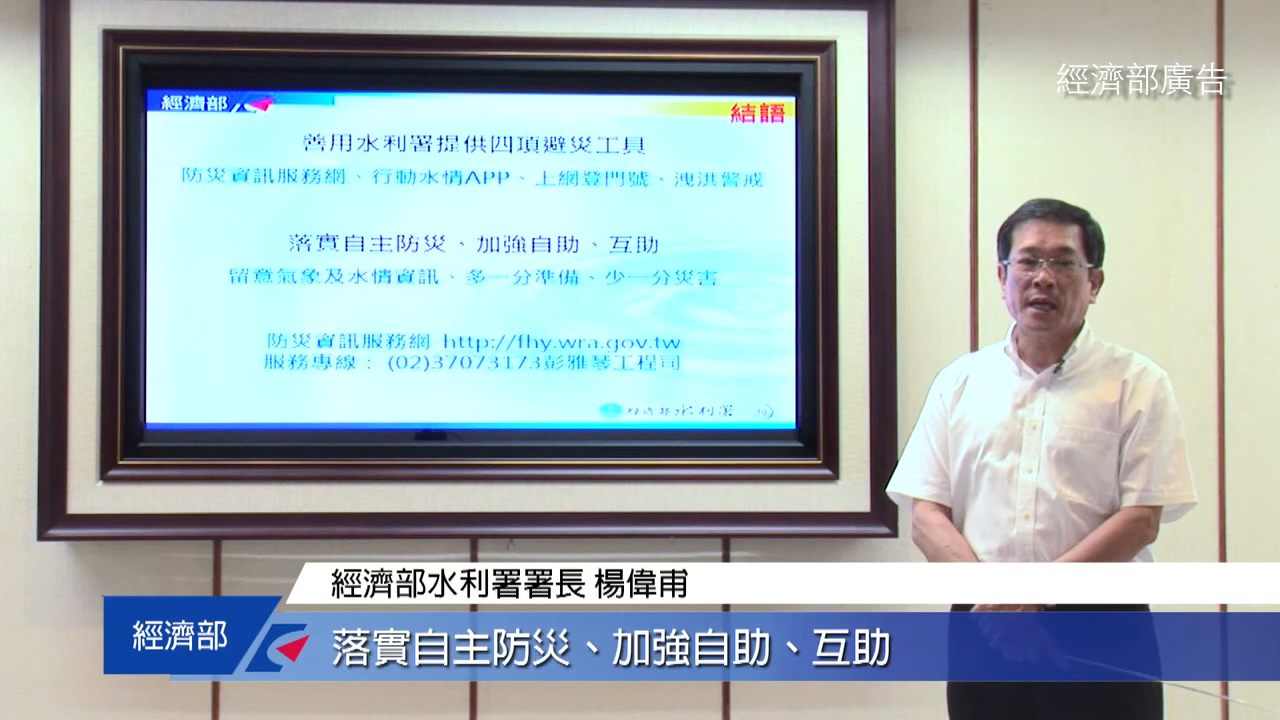 經濟部廣告
經濟部
結語
善用水利署提供四項避災工具
防災資訊服務網、行動水情APP、上網登門號、洩洪警戒
落實自主防災、加強自助、互助
留意氣象及水情資訊、多一分準備、少一分災害
防災資訊服務網 http://fhy.wra.gov.tw
服務專線： (02)37073173彭雅琴工程司
經濟部水利署
經濟部水利署署長 楊偉甫
經濟部
落實自主防災、加強自助、互助